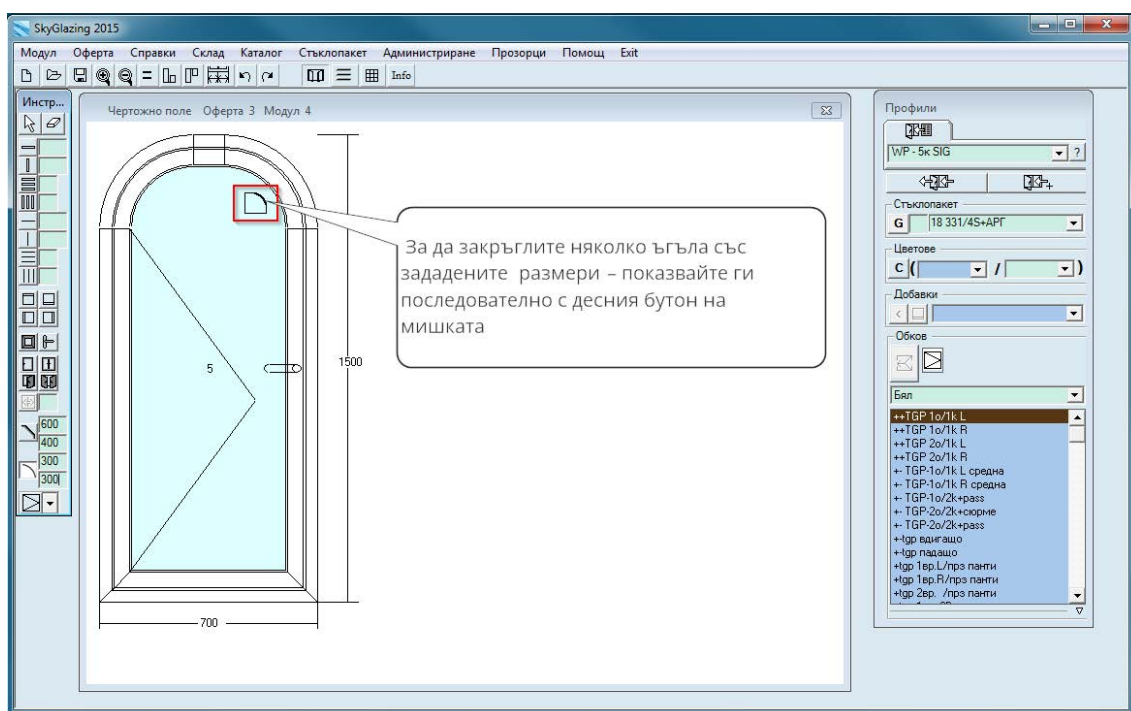 SkyGlazing 2015
Модул Оферта Справки Склад Каталог Стъклопакет Администриране Прозорци Помощ Exit
Info
Инстр...
600
400
300
300
Чертожно поле Оферта 3 Модул 4
За да закръглите няколко ъгъла със
зададените размери – показвайте ги
последователно с десния бутон на
мишката
5
1500
700
Профили
WP - 5к SIG
?
Стъклопакет
G 18 331/4S+АРГ
Цветове
C ( / )
Добавки
<
Обков
Бял
++TGP 1o/1k L
++TGP 1o/1k R
++TGP 2o/1k L
++TGP 2o/1k R
+- TGP-1o/1k L средна
+- TGP-1o/1k R средна
+- TGP-1o/2k+pass
+- TGP-2o/2k+сюрме
+- TGP-2o/2k+pass
+-tgp вдигащо
+-tgp падащо
+tgp 1вр.L/прз панти
+tgp 1вр.R/прз панти
+tgp 2вр. /прз панти